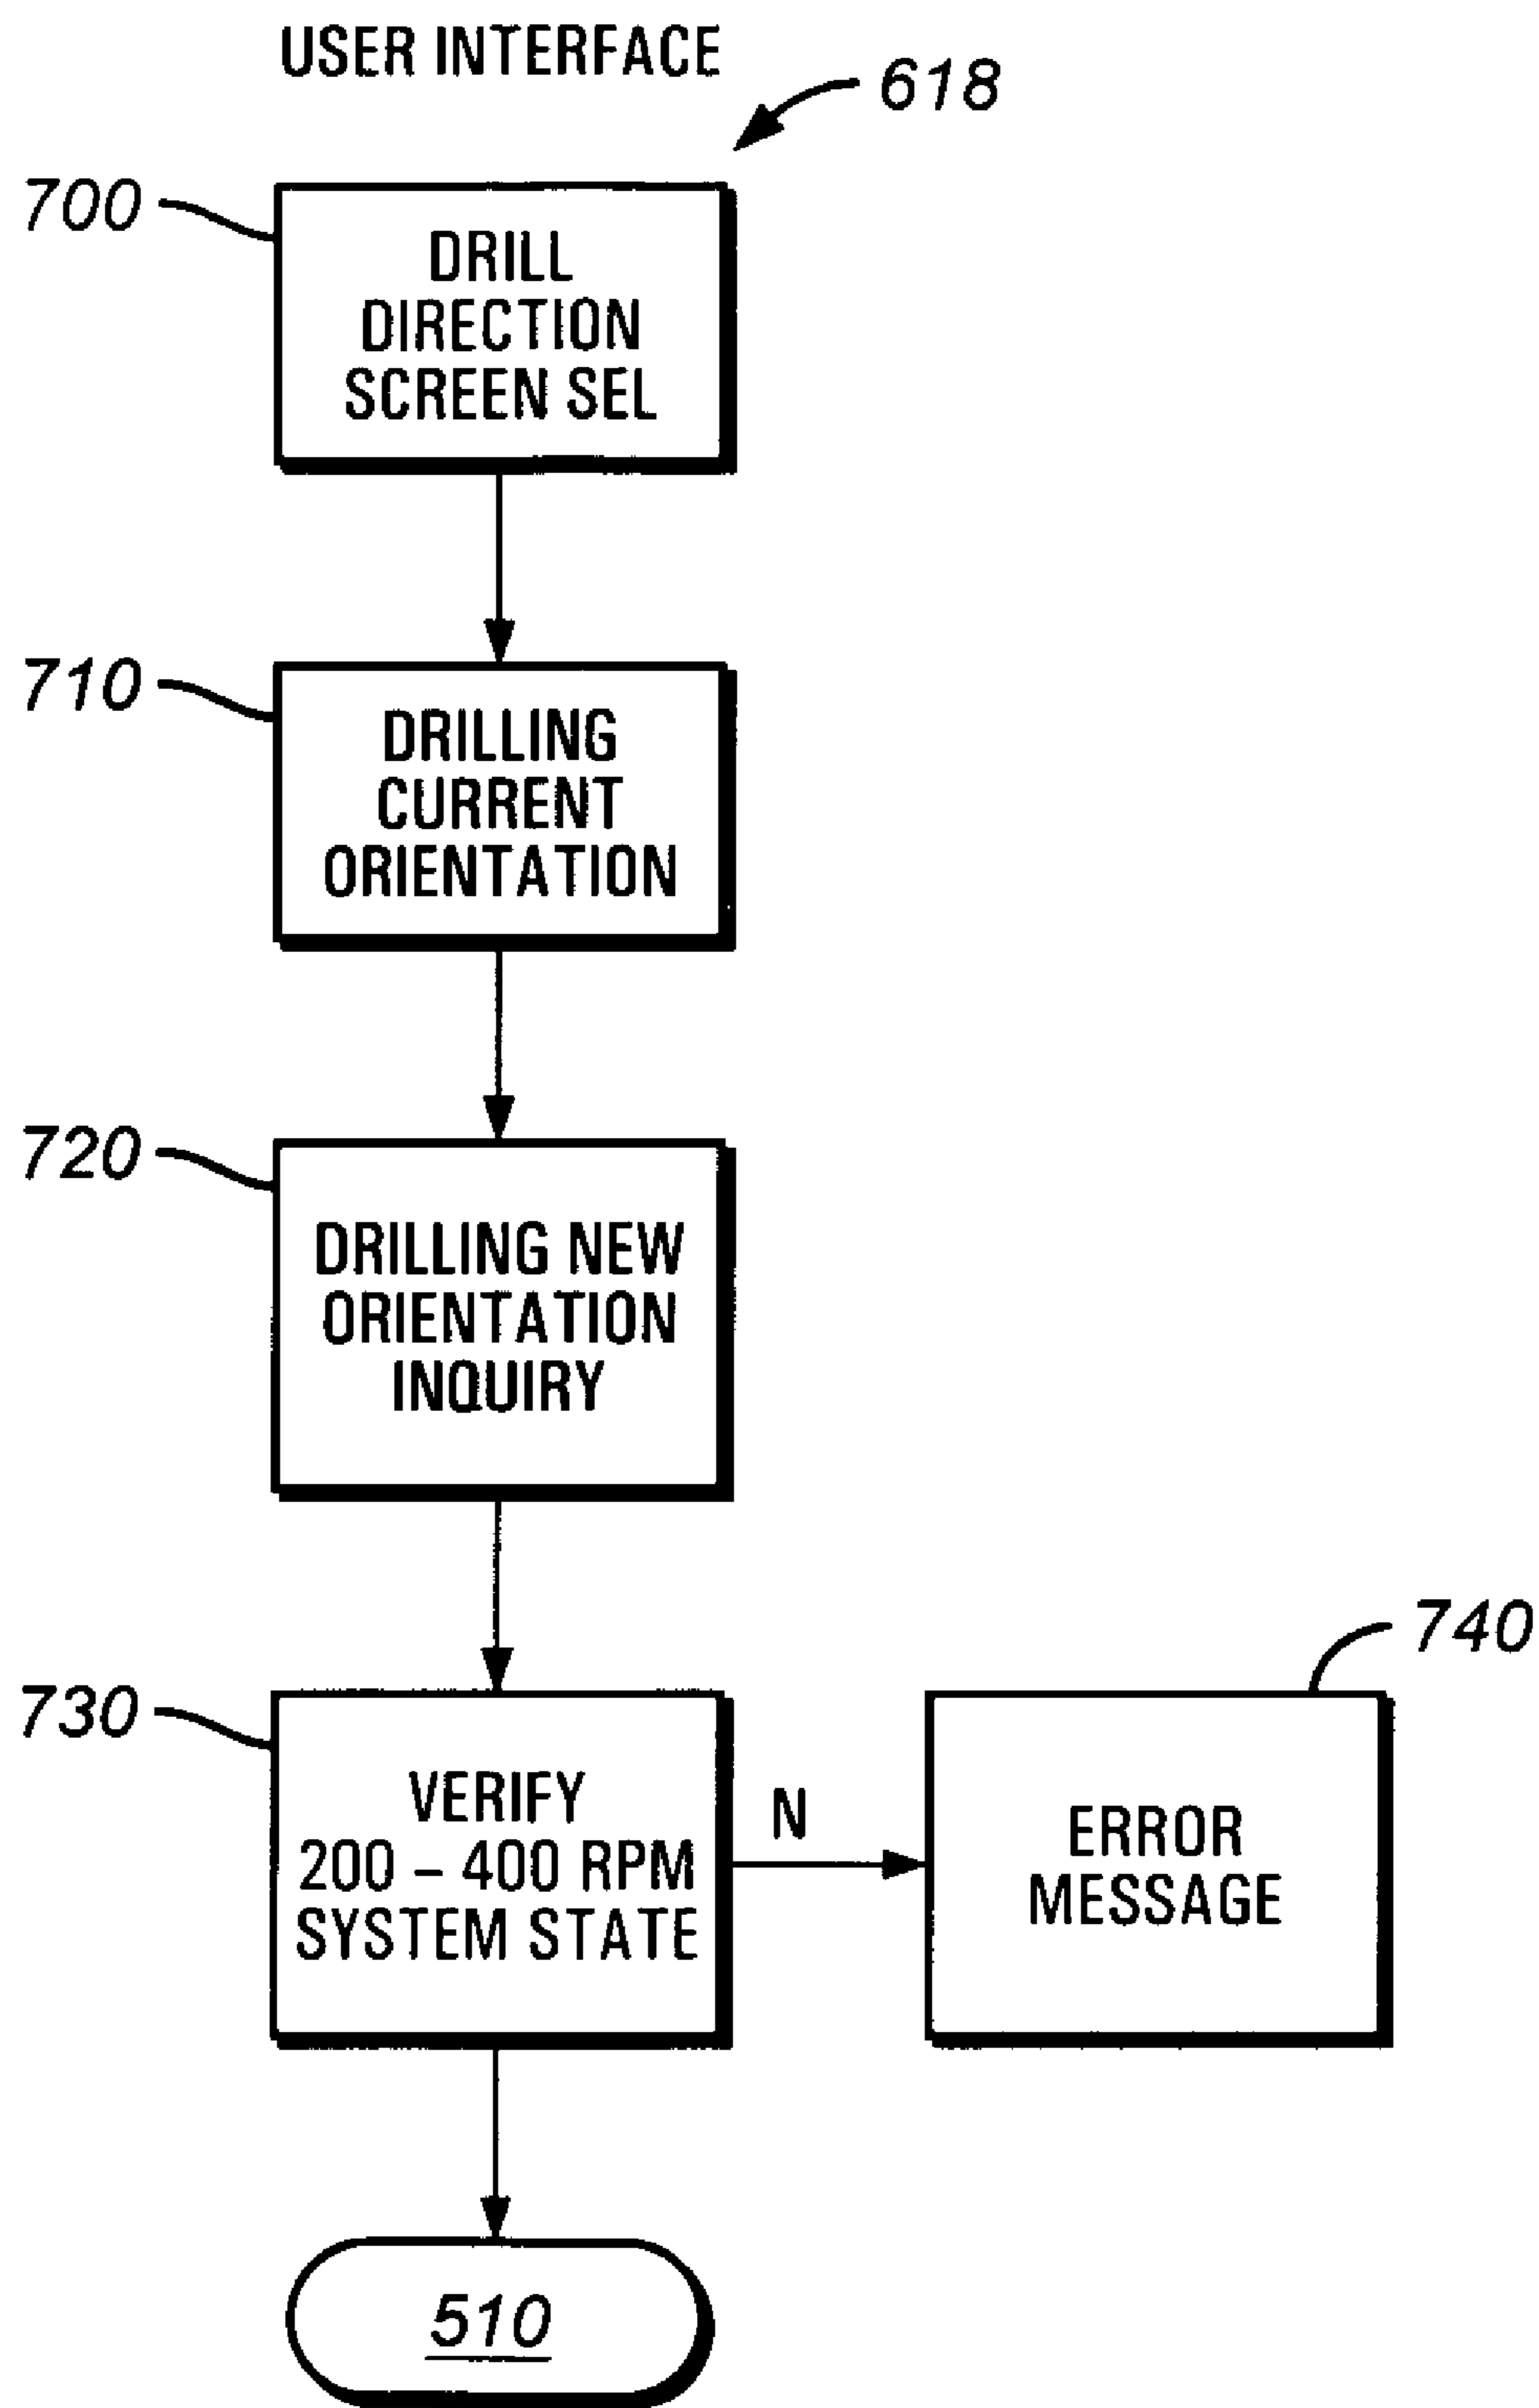 USER INTERFACE
618
700
DRILL
DIRECTION
SCREEN SEL
710
DRILLING
CURRENT
ORIENTATION
720
DRILLING NEW
ORIENTATION
INQUIRY
730
VERIFY
200 – 400 RPM
SYSTEM STATE
N
740
ERROR
MESSAGE
510